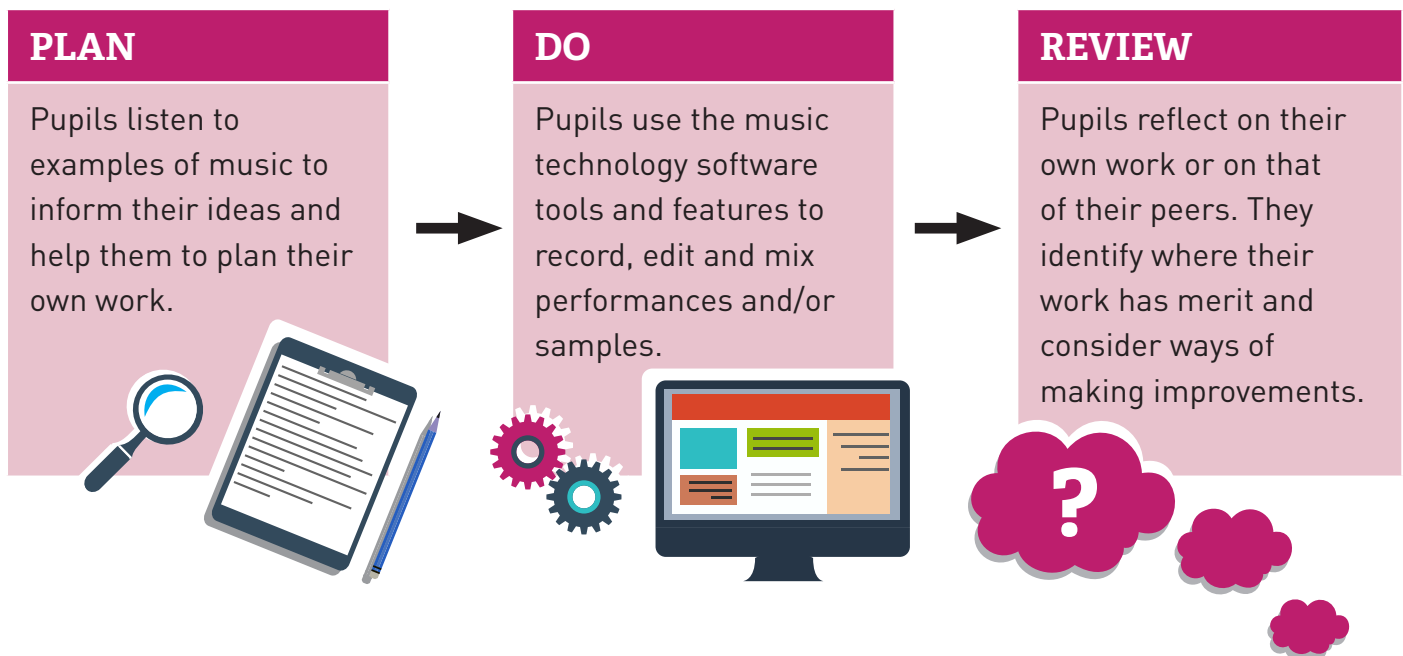 PLAN
Pupils listen to
examples of music to
inform their ideas and
help them to plan their
own work.
DO
Pupils use the music
technology software
tools and features to
record, edit and mix
performances and/or
samples.
REVIEW
Pupils reflect on their
own work or on that
of their peers. They
identify where their
work has merit and
consider ways of
making improvements.
?